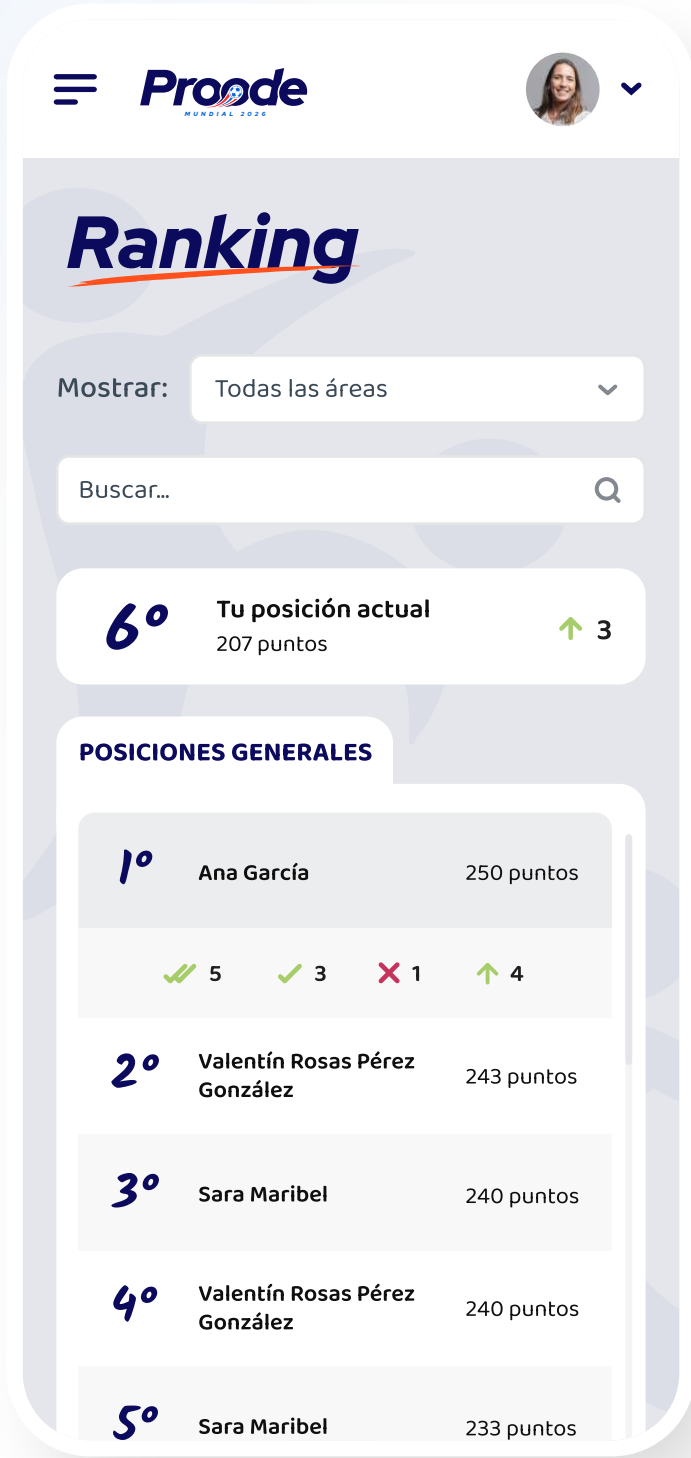 Proode
MUNDIAL 2026
Ranking
Mostrar: Todas las áreas
Buscar...
6º Tu posición actual
207 puntos
3
POSICIONES GENERALES
1º Ana García 250 puntos
5 3 1 4
2º Valentín Rosas Pérez
González
243 puntos
3º Sara Maribel 240 puntos
4º Valentín Rosas Pérez
González
240 puntos
5º Sara Maribel 233 puntos